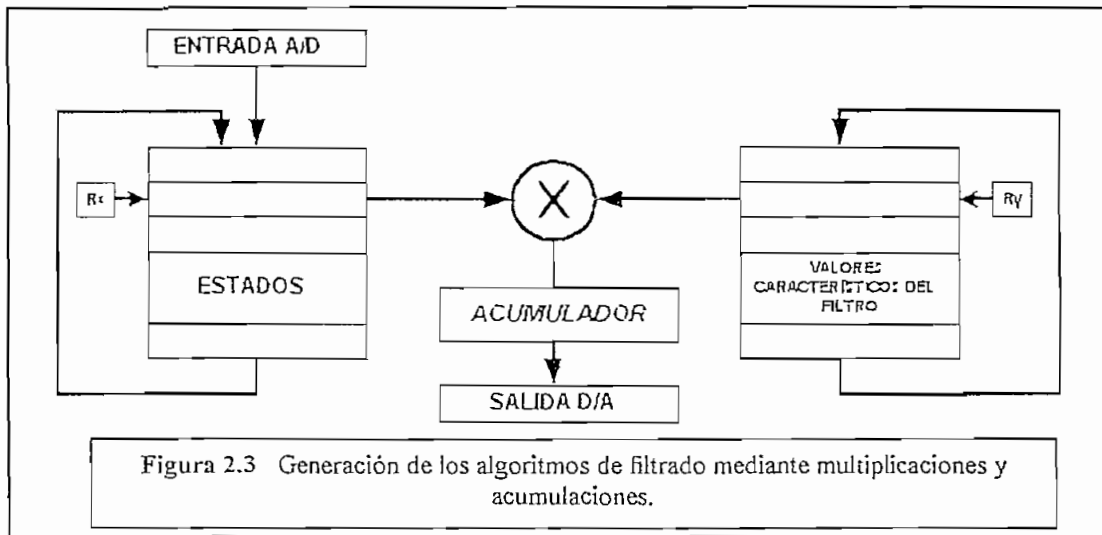 ENTRADA A/D
Rx
Ry
ESTADOS
VALORES
CARACTERÍSTICOS DEL
FILTRO
ACUMULADOR
SALIDA D/A
Figura 2.3 Generación de los algoritmos de filtrado mediante multiplicaciones y
acumulaciones.